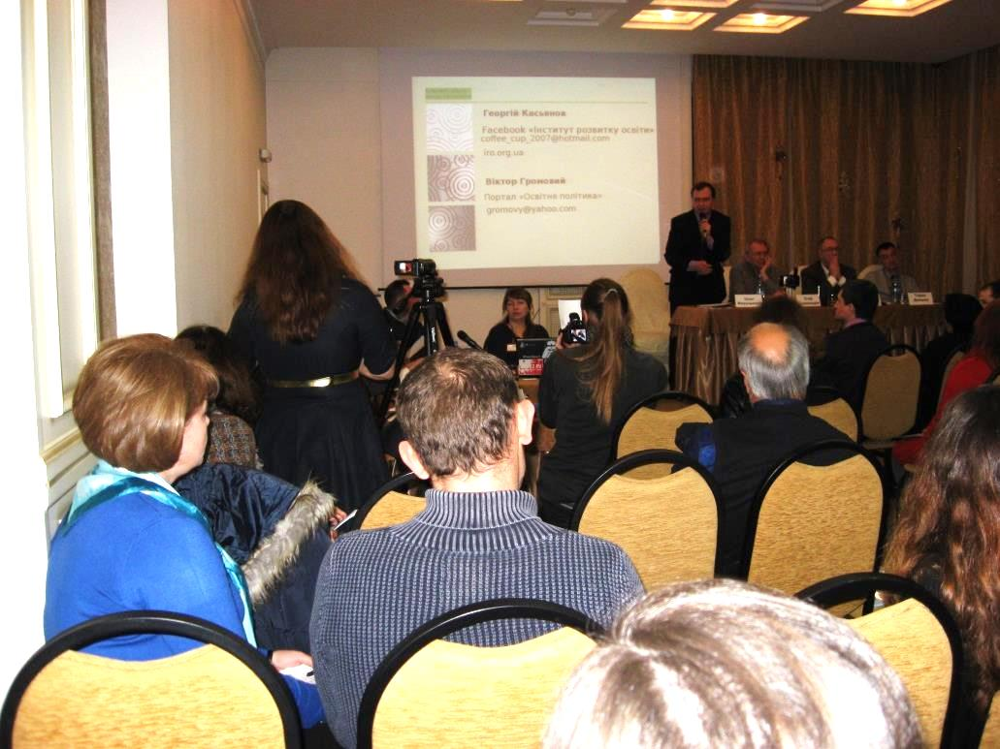 Георгій Касьянов
Facebook «Інститут розвитку освіти»
coffee_cup_2007@hotmail.com
iro.org.ua
Віктор Громовий
Портал «Освітня політика»
gromovy@yahoo.com